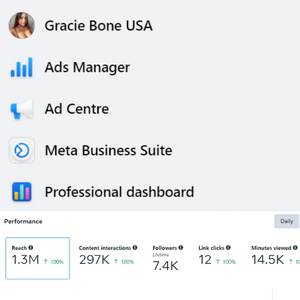 Gracie Bone USA
Ads Manager
Ad Centre
Meta Business Suite
Professional dashboard
Performance Daily
Reach Content interactions Followers Link clicks Minutes viewed
Lifetime
1.3M ↑ 100% 297K ↑ 100% 7.4K 12 ↑ 100% 14.5K ↑ 10